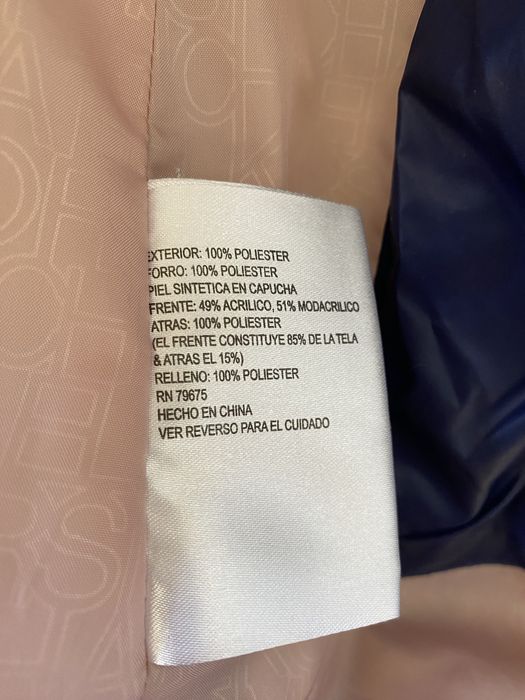 EXTERIOR: 100% POLIESTER
FORRO: 100% POLIESTER
PIEL SINTETICA EN CAPUCHA
FRENTE: 49% ACRILICO, 51% MODACRILICO
ATRAS: 100% POLIESTER
(EL FRENTE CONSTITUYE 85% DE LA TELA
& ATRAS EL 15%)
RELLENO: 100% POLIESTER
RN 79675
HECHO EN CHINA
VER REVERSO PARA EL CUIDADO